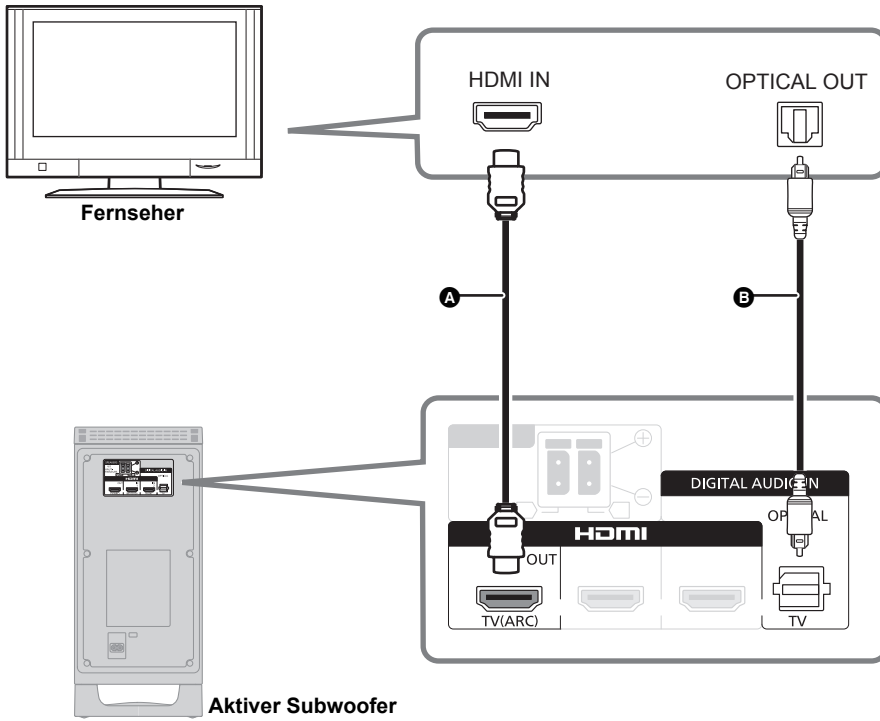 HDMI IN
OPTICAL OUT
Fernseher
A
B
DIGITAL AUDIO IN
OPTICAL
HDMI
OUT
TV(ARC)
TV
Aktiver Subwoofer